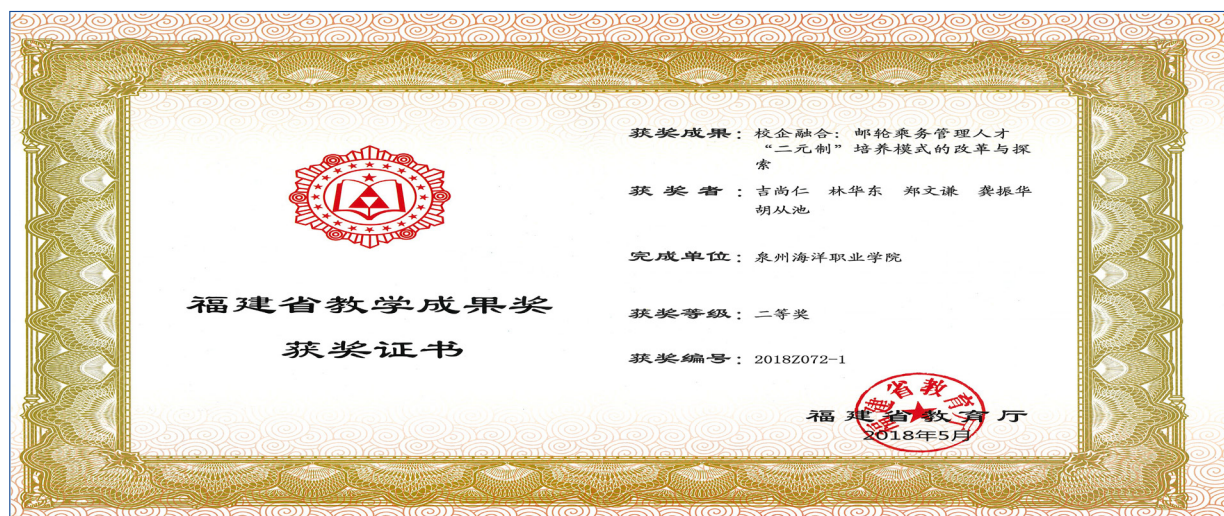 福建省教学成果奖
获奖证书
获奖成果：校企融合：邮轮乘务管理人才
“二元制”培养模式的改革与探
索
获奖者：吉尚仁 林华东 郑文谦 龚振华
胡从池
完成单位：泉州海洋职业学院
获奖等级：二等奖
获奖编号：2018Z072-1
福建省教育厅
福建省教育厅
2018年5月